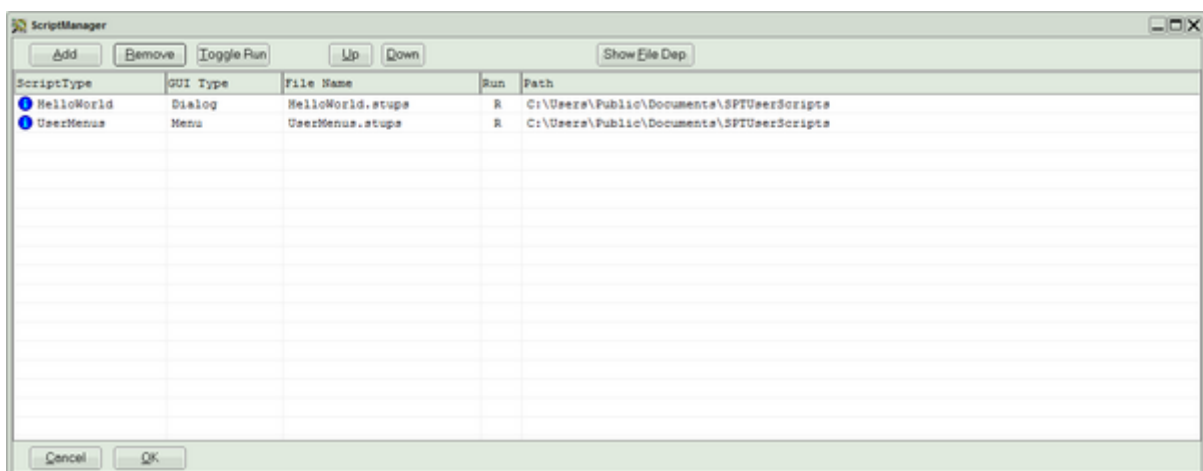 ScriptManager
Add Remove Toggle Run Up Down Show File Dep
ScriptType GUI Type File Name Run Path
HelloWorld Dialog HelloWorld.stups R C:\Users\Public\Documents\SPTUserScripts
UserMenus Menu UserMenus.stups R C:\Users\Public\Documents\SPTUserScripts
Cancel OK